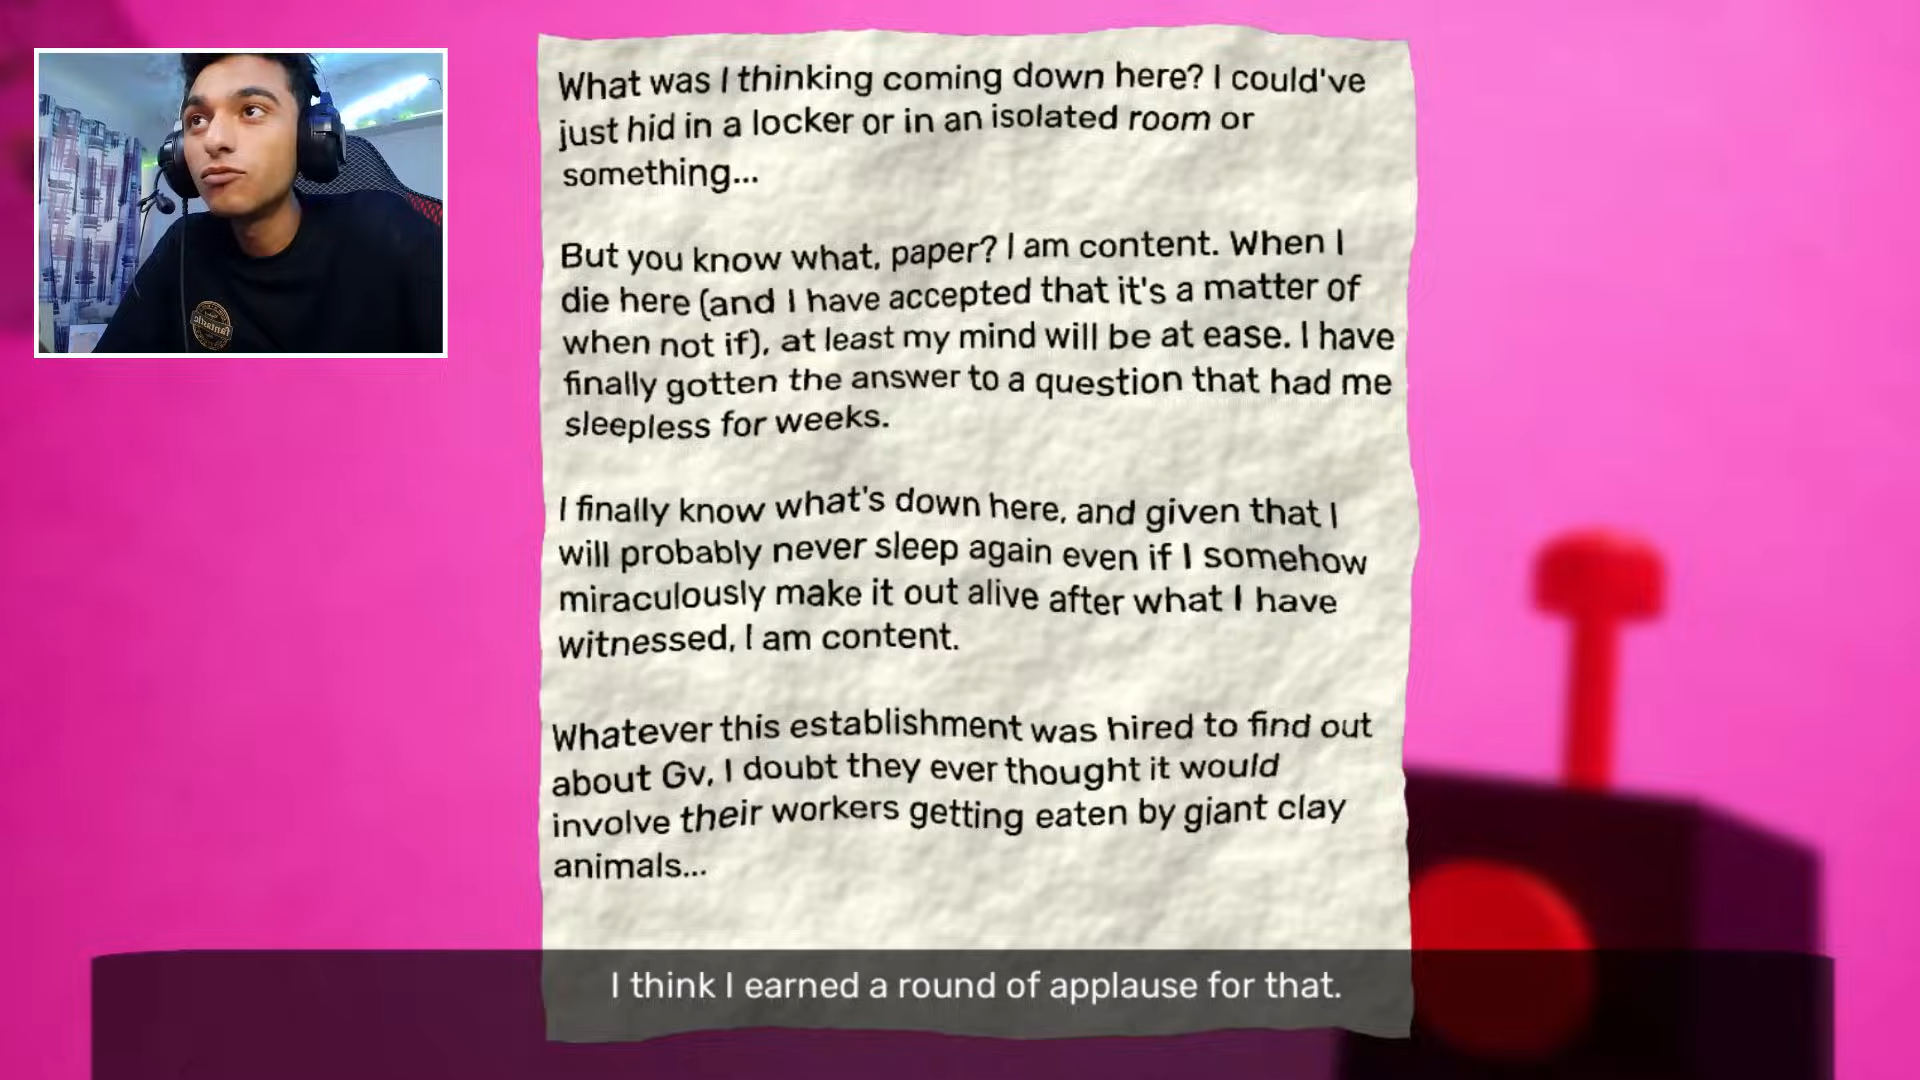 What was I thinking coming down here? I could've
just hid in a locker or in an isolated room or
something...
But you know what, paper? I am content. When I
die here (and I have accepted that it's a matter of
when not if), at least my mind will be at ease. I have
finally gotten the answer to a question that had me
sleepless for weeks.
I finally know what's down here, and given that I
will probably never sleep again even if I somehow
miraculously make it out alive after what I have
witnessed, I am content.
Whatever this establishment was hired to find out
about Gv, I doubt they ever thought it would
involve their workers getting eaten by giant clay
animals...
I think I earned a round of applause for that.